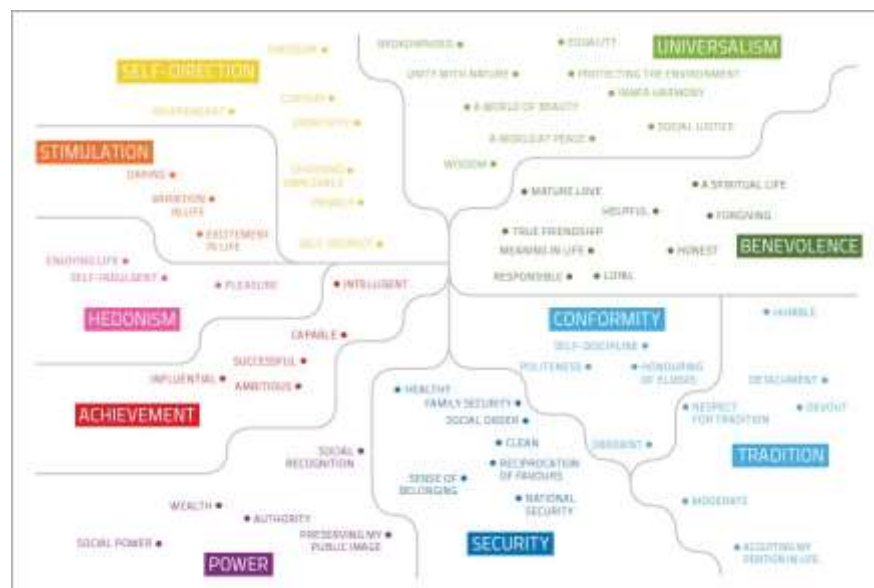 SELF-DIRECTION
FREEDOM
CREATIVITY
INDEPENDENT
CURIOUS
CHOOSING
OWN GOALS
PRIVACY
SELF-RESPECT
BROADMINDED
EQUALITY
UNIVERSALISM
UNITY WITH NATURE
PROTECTING THE ENVIRONMENT
INNER HARMONY
A WORLD OF BEAUTY
SOCIAL JUSTICE
A WORLD AT PEACE
WISDOM
STIMULATION
DARING
VARIATION
IN LIFE
EXCITEMENT
IN LIFE
MATURE LOVE
A SPIRITUAL LIFE
HELPFUL
FORGIVING
TRUE FRIENDSHIP
MEANING IN LIFE
HONEST
BENEVOLENCE
RESPONSIBLE
LOYAL
ENJOYING LIFE
SELF-INDULGENT
PLEASURE
HEDONISM
INTELLIGENT
CAPABLE
SUCCESSFUL
INFLUENTIAL
AMBITIOUS
ACHIEVEMENT
CONFORMITY
SELF-DISCIPLINE
POLITENESS
HONOURING
OF ELDERS
OBEDIENT
HUMBLE
DETACHMENT
RESPECT
FOR TRADITION
DEVOUT
TRADITION
MODERATE
ACCEPTING MY
PORTION IN LIFE
HEALTHY
FAMILY SECURITY
SOCIAL ORDER
CLEAN
RECIPROCATION
OF FAVOURS
SENSE OF
BELONGING
NATIONAL
SECURITY
SECURITY
SOCIAL
RECOGNITION
WEALTH
AUTHORITY
PRESERVING MY
PUBLIC IMAGE
SOCIAL POWER
POWER